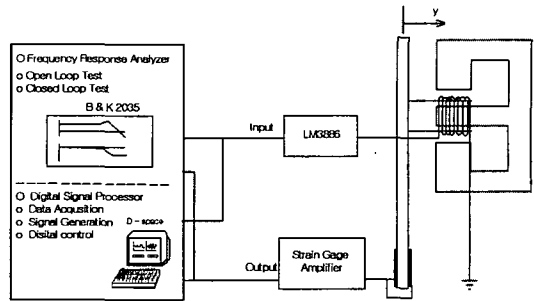 Frequency Response Analyzer
Open Loop Test
Closed Loop Test
B & K 2035
Digital Signal Processor
Data Acqusition
Signal Generation
Disital control
D - space
Input
LM3886
Output
Strain Gage
Amplifier
y